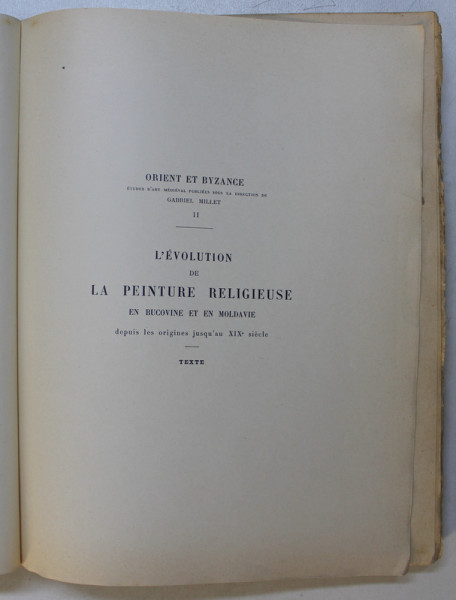 ORIENT ET BYZANCE
ÉTUDES D'ART MÉDIÉVAL PUBLIÉES SOUS LA DIRECTION DE
GABRIEL MILLET
II
L'ÉVOLUTION
DE
LA PEINTURE RELIGIEUSE
EN BUCOVINE ET EN MOLDAVIE
depuis les origines jusqu'au XIXe siècle
TEXTE